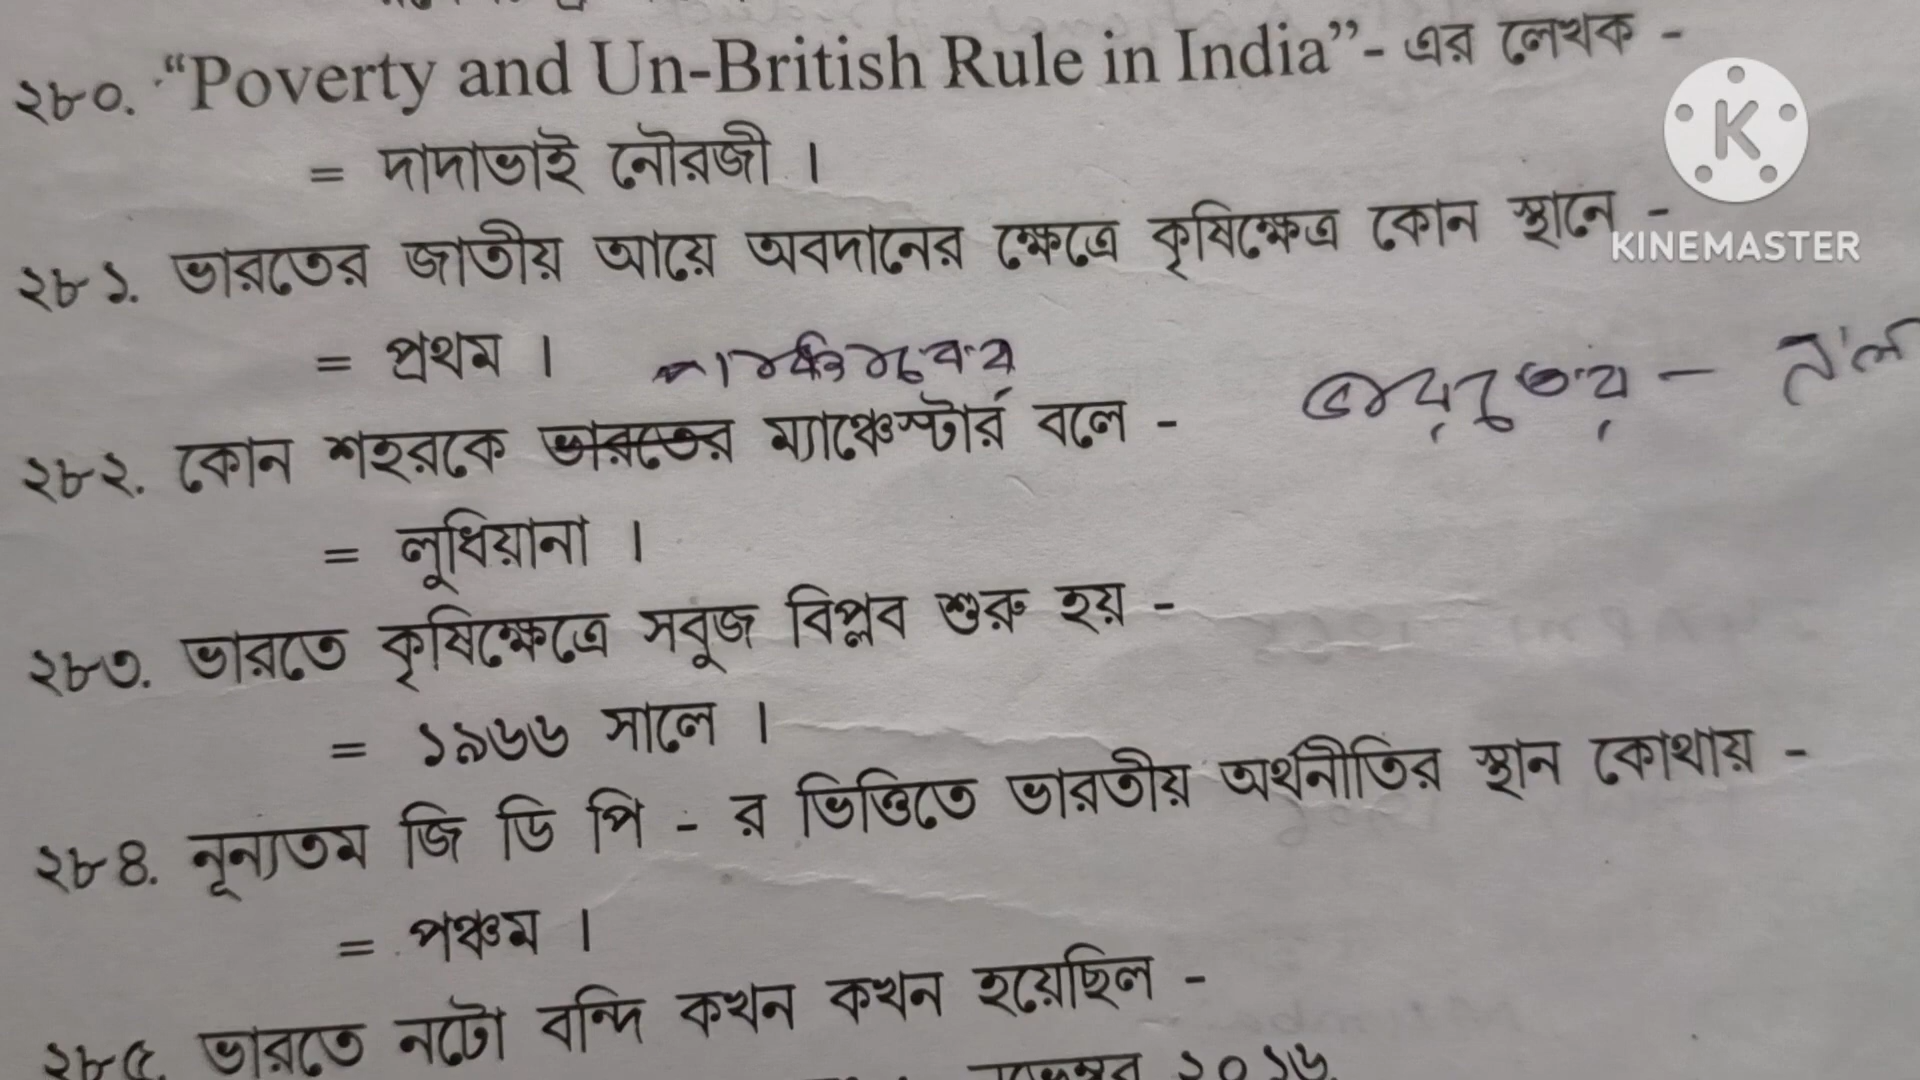 ২৮০. “Poverty and Un-British Rule in India”- এর লেখক -
= দাদাভাই নৌরজী ।
২৮১. ভারতের জাতীয় আয়ে অবদানের ক্ষেত্রে কৃষিক্ষেত্র কোন স্থানে -
KINEMASTER
= প্রথম ।
২৮২. কোন শহরকে ভারতের ম্যাঞ্চেস্টার বলে -
= লুধিয়ানা ।
২৮৩. ভারতে কৃষিক্ষেত্রে সবুজ বিপ্লব শুরু হয় -
= ১৯৬৬ সালে ।
২৮৪. নূন্যতম জি ডি পি - র ভিত্তিতে ভারতীয় অর্থনীতির স্থান কোথায় -
= পঞ্চম ।
২৮৫. ভারতে নটো বন্দি কখন কখন হয়েছিল -
২০১৬